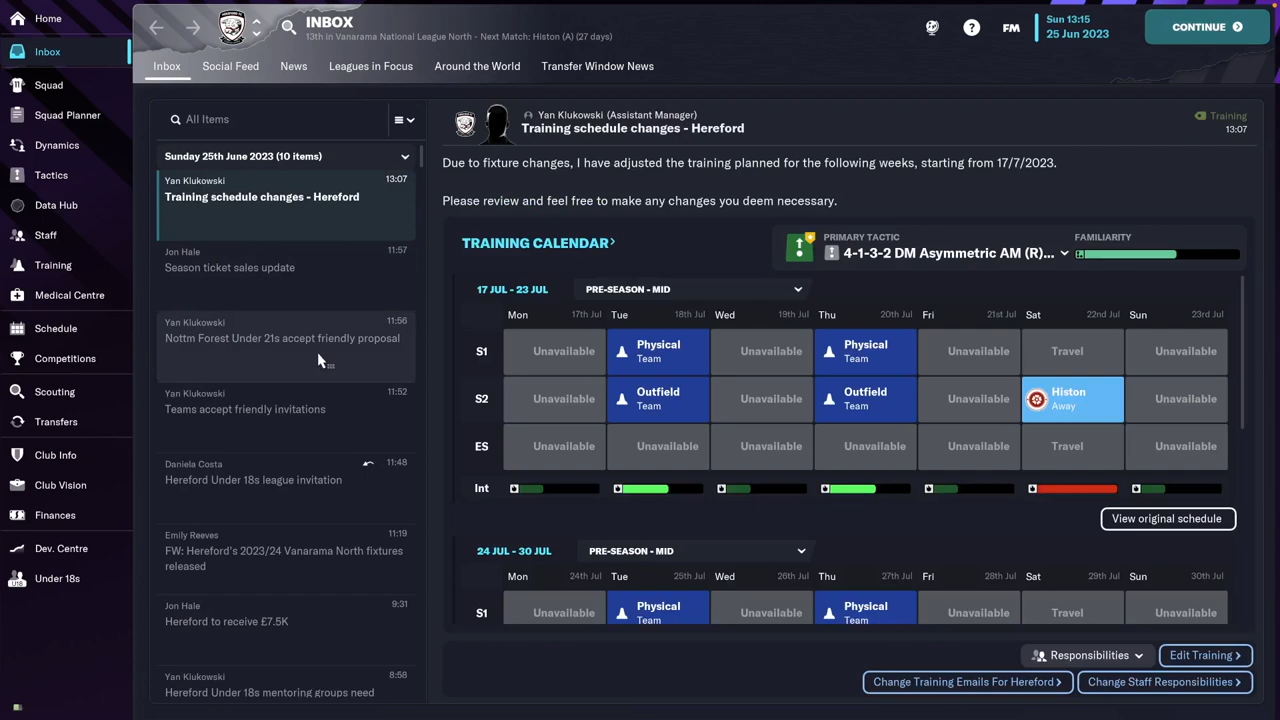 Home
Inbox
Squad
Squad Planner
Dynamics
Tactics
Data Hub
Staff
Training
Medical Centre
Schedule
Competitions
Scouting
Transfers
Club Info
Club Vision
Finances
Dev. Centre
Under 18s
INBOX
13th in Vanarama National League North - Next Match: Histon (A) (27 days)
FM
Sun 13:15
25 Jun 2023
CONTINUE
Inbox
Social Feed
News
Leagues in Focus
Around the World
Transfer Window News
All Items
Sunday 25th June 2023 (10 items)
Yan Klukowski 13:07
Training schedule changes - Hereford
Jon Hale 11:57
Season ticket sales update
Yan Klukowski 11:56
Nottm Forest Under 21s accept friendly proposal
Yan Klukowski 11:52
Teams accept friendly invitations
Daniela Costa 11:48
Hereford Under 18s league invitation
Emily Reeves 11:19
FW: Hereford's 2023/24 Vanarama North fixtures
released
Jon Hale 9:31
Hereford to receive £7.5K
Yan Klukowski 8:58
Hereford Under 18s mentoring groups need
Yan Klukowski (Assistant Manager)
Training schedule changes - Hereford
Training
13:07
Due to fixture changes, I have adjusted the training planned for the following weeks, starting from 17/7/2023.
Please review and feel free to make any changes you deem necessary.
TRAINING CALENDAR
PRIMARY TACTIC
4-1-3-2 DM Asymmetric AM (R)...
FAMILIARITY
17 JUL - 23 JUL PRE-SEASON - MID
Mon 17th Jul Tue 18th Jul Wed 19th Jul Thu 20th Jul Fri 21st Jul Sat 22nd Jul Sun 23rd Jul
S1 Unavailable Physical Team Unavailable Physical Team Unavailable Travel Unavailable
S2 Unavailable Outfield Team Unavailable Outfield Team Unavailable Histon Away Unavailable
ES Unavailable Unavailable Unavailable Unavailable Unavailable Travel Unavailable
Int
View original schedule
24 JUL - 30 JUL PRE-SEASON - MID
Mon 24th Jul Tue 25th Jul Wed 26th Jul Thu 27th Jul Fri 28th Jul Sat 29th Jul Sun 30th Jul
S1 Unavailable Physical Team Unavailable Physical Team Unavailable Travel Unavailable
Responsibilities
Edit Training
Change Training Emails For Hereford
Change Staff Responsibilities